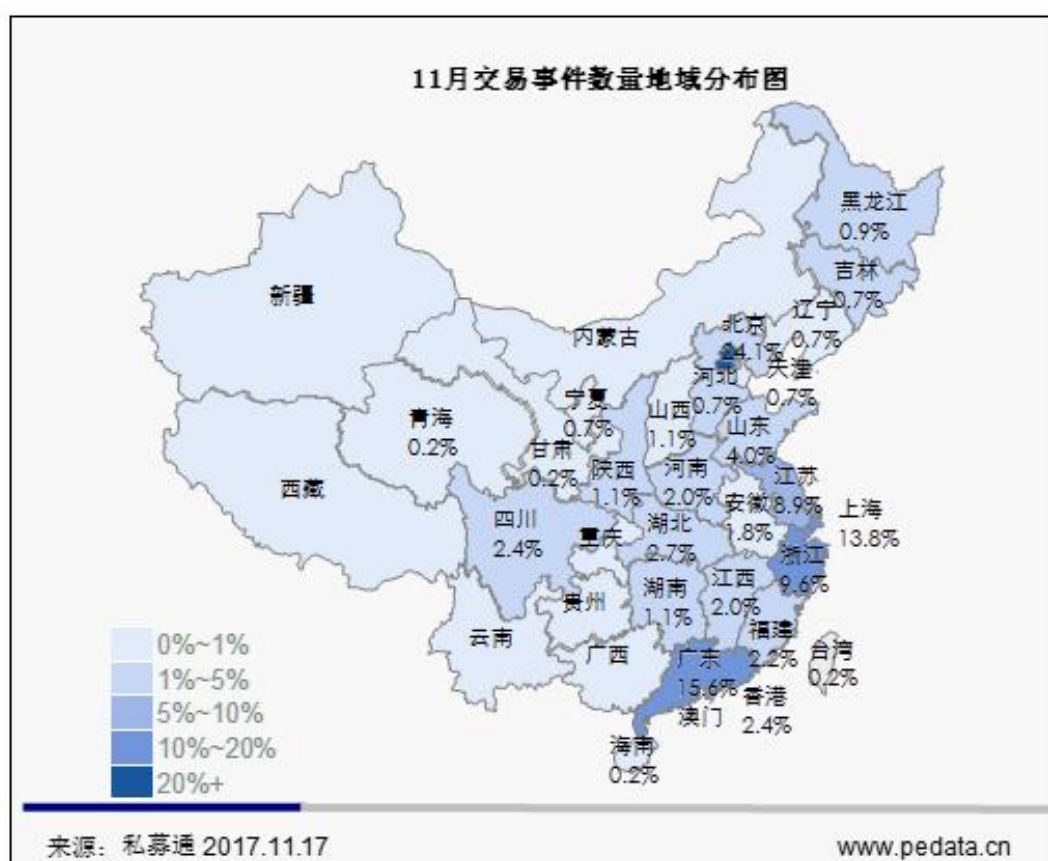 11月交易事件数量地域分布图
黑龙江
0.9%
吉林
0.7%
辽宁
0.7%
新疆
内蒙古
北京
24.1%
天津
0.7%
河北
0.7%
宁夏
0.7%
山西
1.1%
山东
4.0%
青海
0.2%
甘肃
0.2%
陕西
1.1%
河南
2.0%
江苏
8.9%
西藏
安徽
1.8%
上海
13.8%
四川
2.4%
重庆
湖北
2.7%
浙江
9.6%
贵州
湖南
1.1%
江西
2.0%
云南
广西
福建
2.2%
台湾
0.2%
广东
15.6%
澳门
香港
2.4%
海南
0.2%
0%~1%
1%~5%
5%~10%
10%~20%
20%+
来源：私募通 2017.11.17
www.pedata.cn